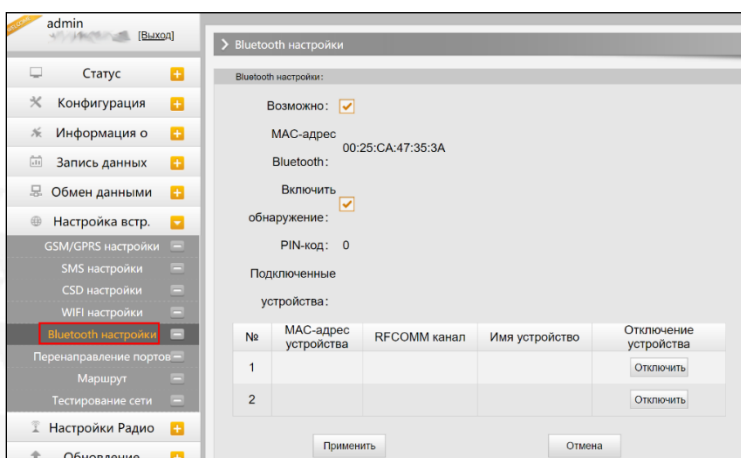 admin
[Выход]
Статус
Конфигурация
Информация о
Запись данных
Обмен данными
Настройка встр.
GSM/GPRS настройки
SMS настройки
CSD настройки
WIFI настройки
Bluetooth настройки
Перенаправление портов
Маршрут
Тестирование сети
Настройки Радио
Обновление
Bluetooth настройки
Bluetooth настройки:
Возможно:
MAC-адрес
Bluetooth:
00:25:CA:47:35:3A
Включить
обнаружение:
PIN-код: 0
Подключенные
устройства:
№ MAC-адрес устройства RFCOMM канал Имя устройство Отключение устройства
1 Отключить
2 Отключить
Применить Отмена